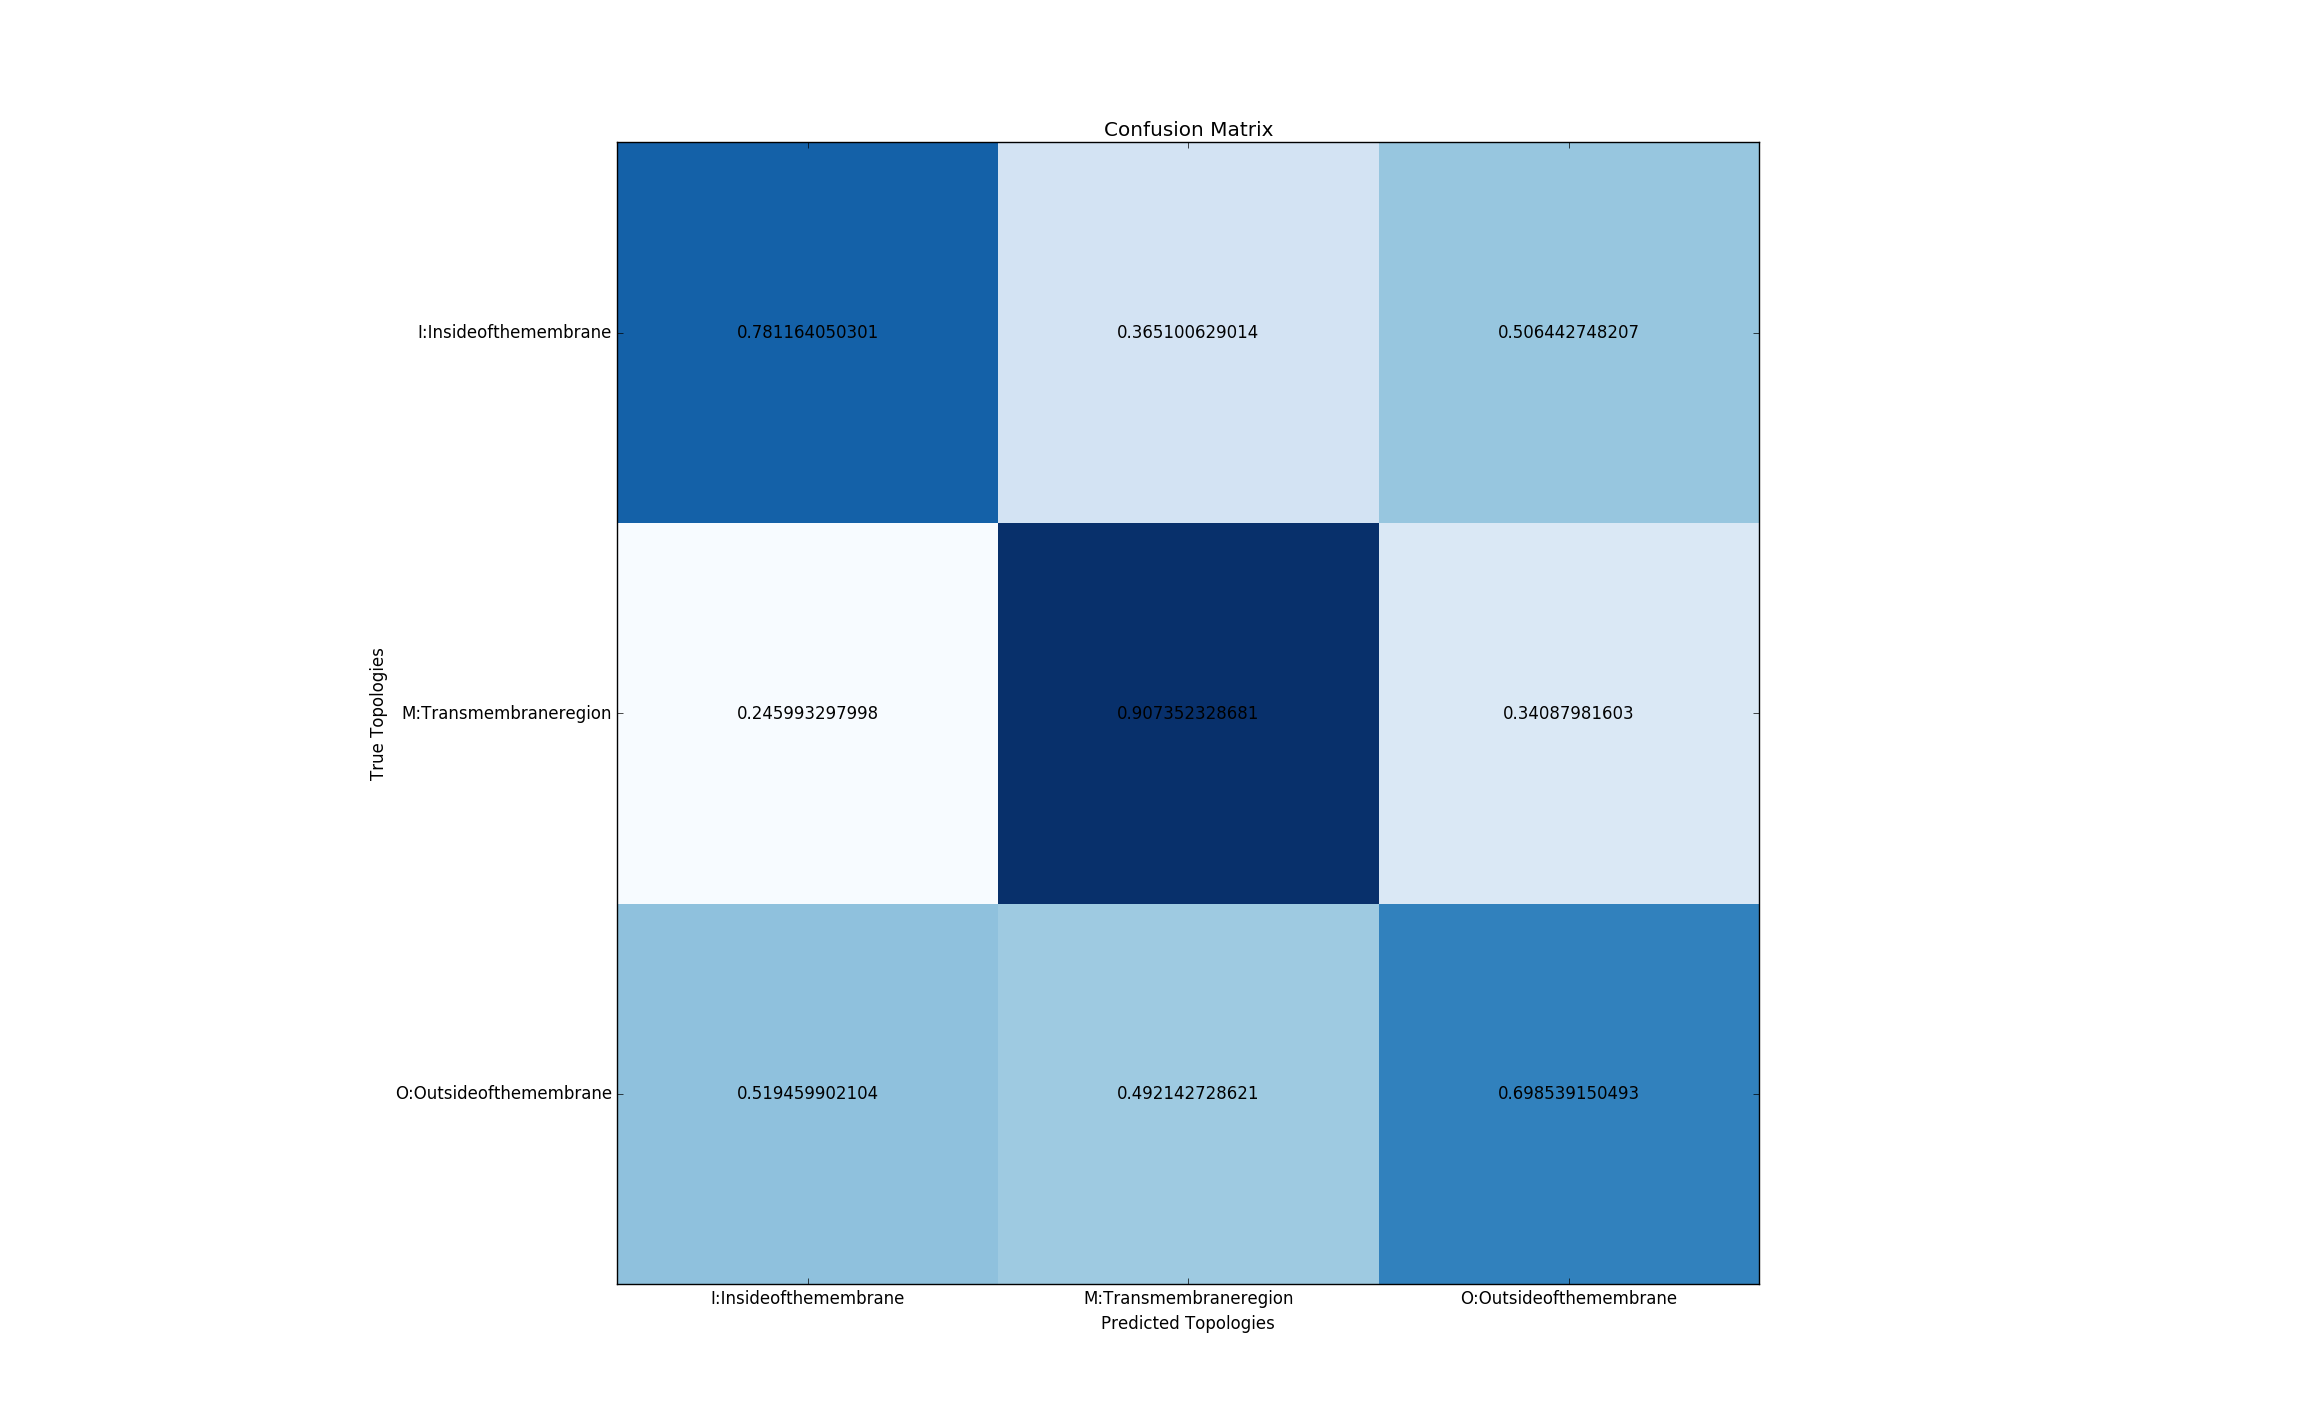 Confusion Matrix
I:Insideofthemembrane
0.781164050301
0.365100629014
0.506442748207
True Topologies
M:Transmembraneregion
0.245993297998
0.907352328681
0.34087981603
O:Outsideofthemembrane
0.519459902104
0.492142728621
0.698539150493
I:Insideofthemembrane
M:Transmembraneregion
O:Outsideofthemembrane
Predicted Topologies